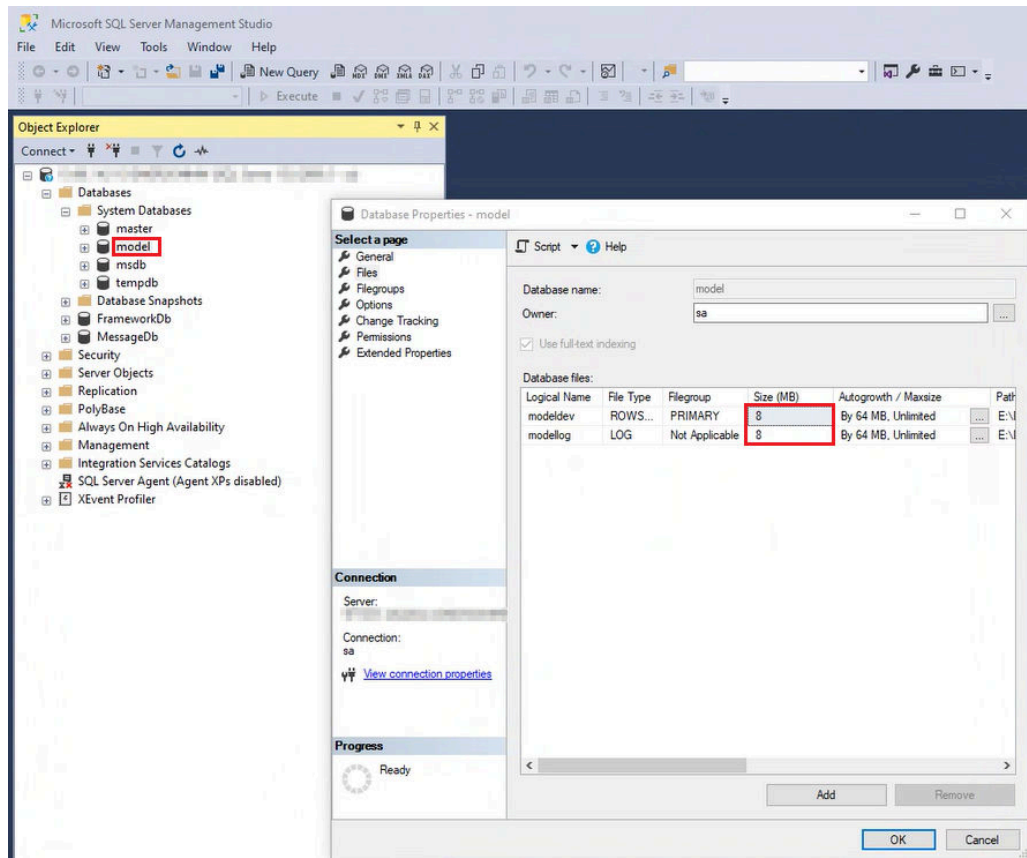 Microsoft SQL Server Management Studio
File Edit View Tools Window Help
New Query MDX DMX XMLA DAX
Execute
Object Explorer
Connect
Databases
System Databases
master
model
msdb
tempdb
Database Snapshots
FrameworkDb
MessageDb
Security
Server Objects
Replication
PolyBase
Always On High Availability
Management
Integration Services Catalogs
SQL Server Agent (Agent XPs disabled)
XEvent Profiler
Database Properties - model
Select a page
General
Files
Filegroups
Options
Change Tracking
Permissions
Extended Properties
Connection
Server:
Connection:
sa
View connection properties
Progress
Ready
Script Help
Database name: model
Owner: sa ...
Use full-text indexing
Database files:
Logical Name File Type Filegroup Size (MB) Autogrowth / Maxsize Path
modeldev ROWS... PRIMARY 8 By 64 MB, Unlimited ... E:\
modellog LOG Not Applicable 8 By 64 MB, Unlimited ... E:\
Add Remove
OK Cancel